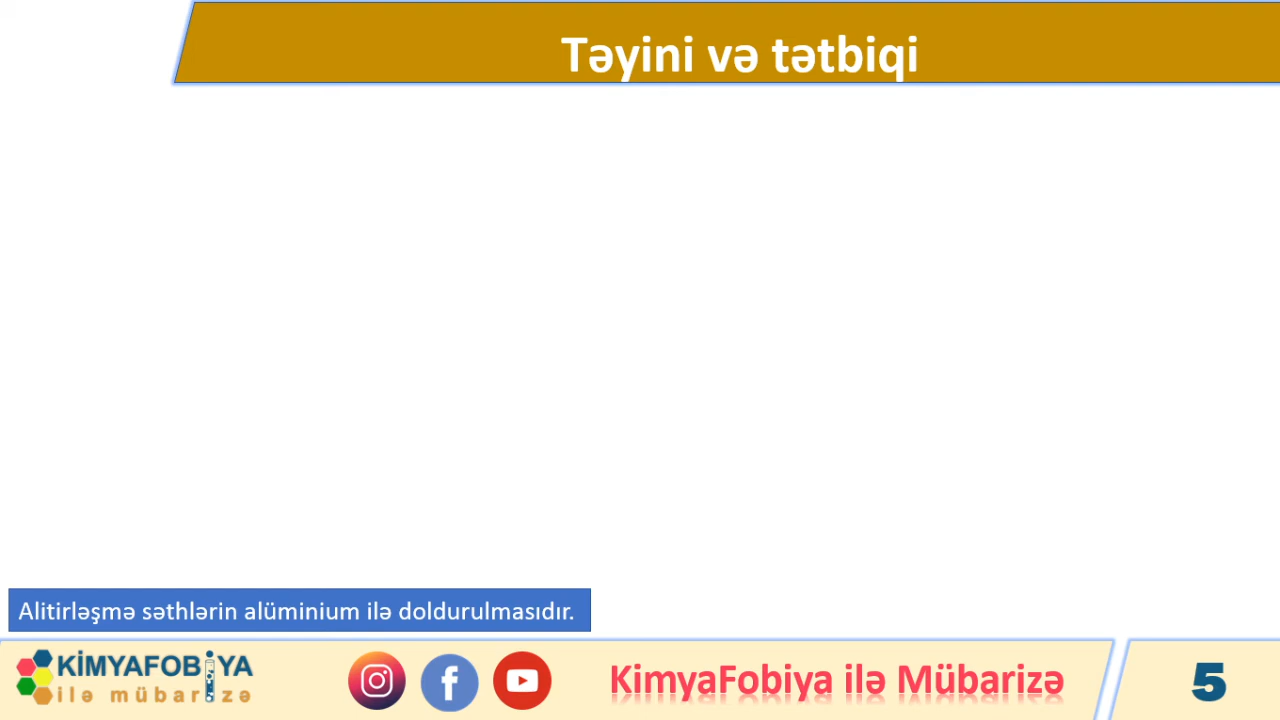 Təyini və tətbiqi
Alitirləşmə səthlərin alüminium ilə doldurulmasıdır.
KİMYAFOBİYA
ilə mübarizə
KimyaFobiya ilə Mübarizə
5